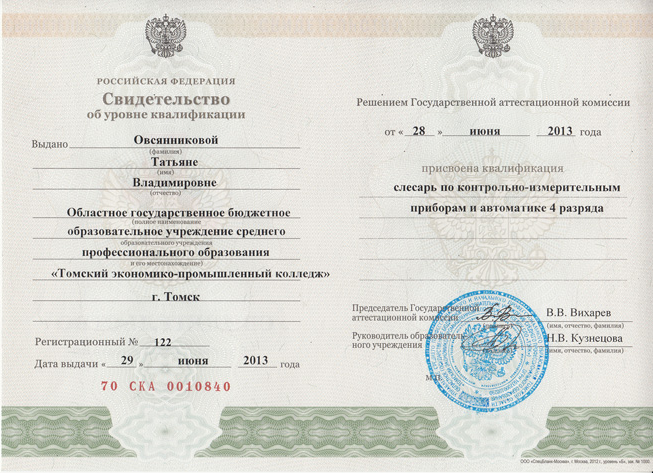 РОССИЙСКАЯ ФЕДЕРАЦИЯ
Свидетельство
об уровне квалификации
Выдано Овсянниковой
(фамилия)
Татьяне
(имя)
Владимировне
(отчество)
Областное государственное бюджетное
(полное наименование
образовательное учреждение среднего
образовательного учреждения
профессионального образования
и его местонахождение)
«Томский экономико-промышленный колледж»
г. Томск
Регистрационный № 122
Дата выдачи « 29 » июня 2013 года
70 СКА 0010840
Решением Государственной аттестационной комиссии
от « 28 » июня 2013 года
присвоена квалификация
слесарь по контрольно-измерительным
приборам и автоматике 4 разряда
Председатель Государственной
аттестационной комиссии В.В. Вихарев
(имя, отчество, фамилия)
Руководитель образователь-
ного учреждения Н.В. Кузнецова
(имя, отчество, фамилия)
М.П.